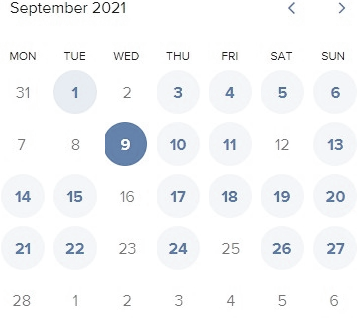 September 2021
MON TUE WED THU FRI SAT SUN
31 1 2 3 4 5 6
7 8 9 10 11 12 13
14 15 16 17 18 19 20
21 22 23 24 25 26 27
28 1 2 3 4 5 6